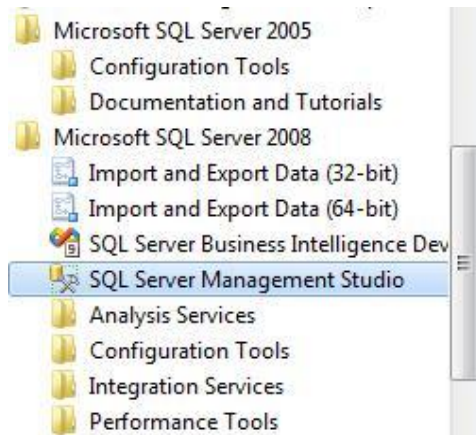 Microsoft SQL Server 2005
Configuration Tools
Documentation and Tutorials
Microsoft SQL Server 2008
Import and Export Data (32-bit)
Import and Export Data (64-bit)
SQL Server Business Intelligence Dev
SQL Server Management Studio
Analysis Services
Configuration Tools
Integration Services
Performance Tools